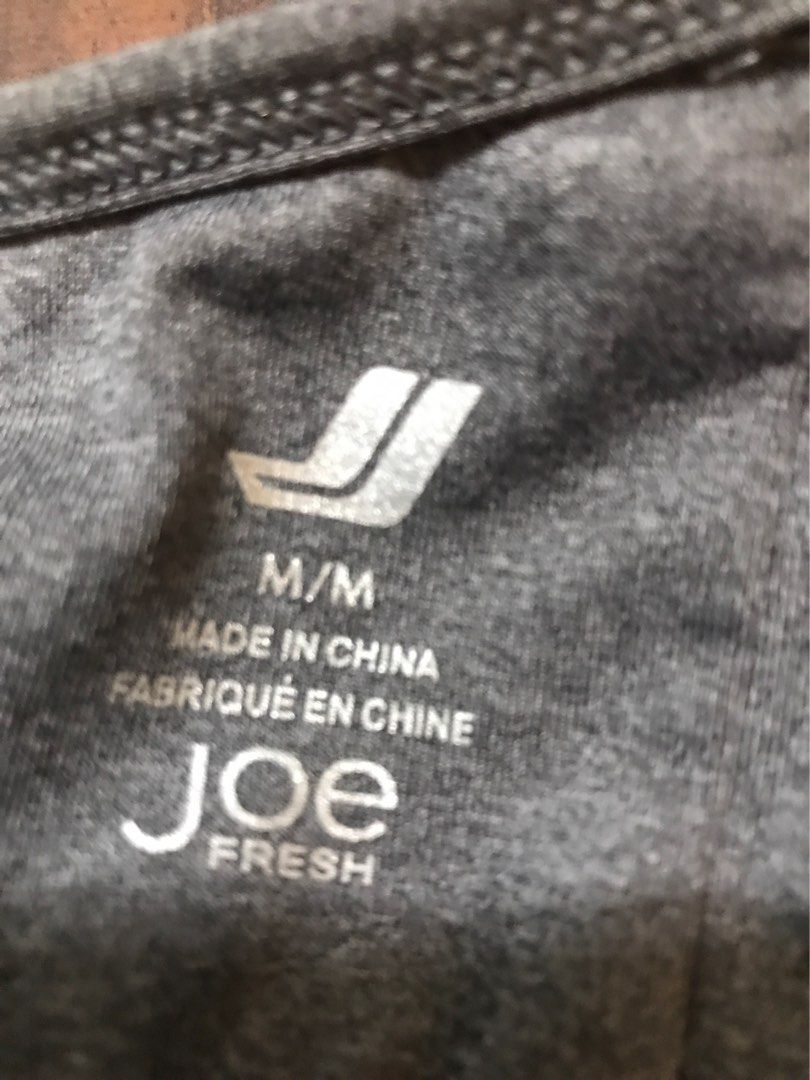 M/M
MADE IN CHINA
FABRIQUÉ EN CHINE
Joe
FRESH